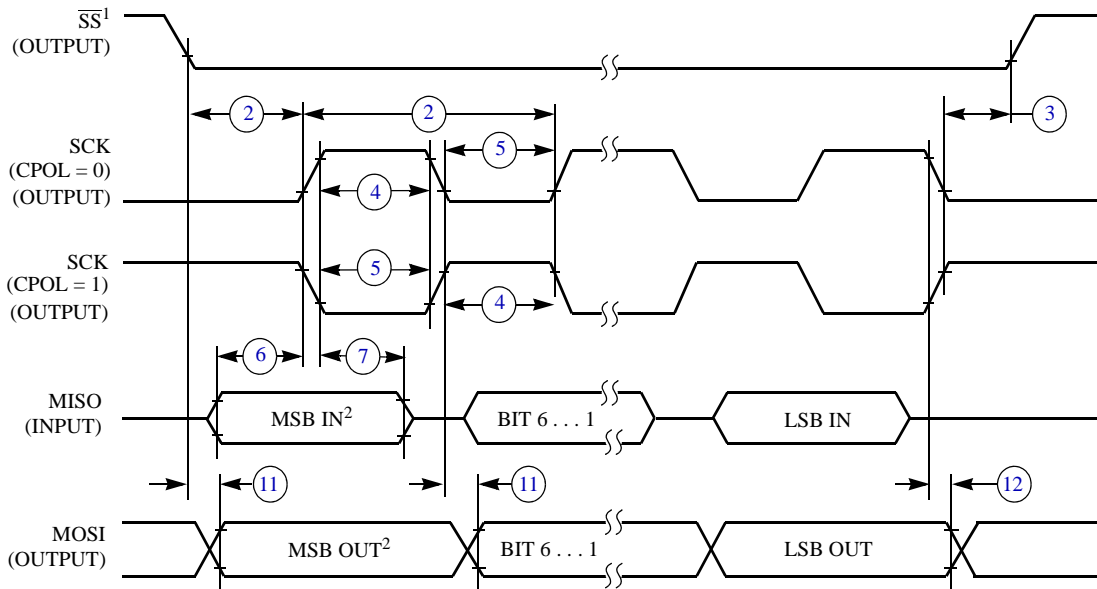 SS¹
(OUTPUT)
2
2
3
SCK
(CPOL = 0)
(OUTPUT)
5
4
SCK
(CPOL = 1)
(OUTPUT)
5
4
6
7
MISO
(INPUT)
MSB IN²
BIT 6 . . . 1
LSB IN
11
11
12
MOSI
(OUTPUT)
MSB OUT²
BIT 6 . . . 1
LSB OUT